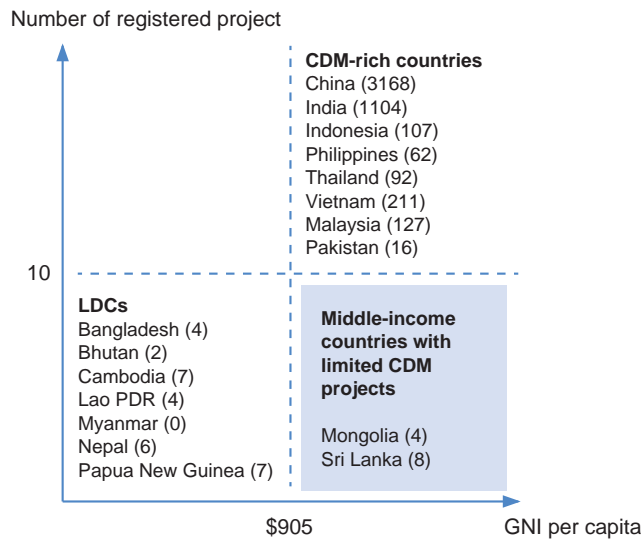 Number of registered project
CDM-rich countries
China (3168)
India (1104)
Indonesia (107)
Philippines (62)
Thailand (92)
Vietnam (211)
Malaysia (127)
Pakistan (16)
10
LDCs
Bangladesh (4)
Bhutan (2)
Cambodia (7)
Lao PDR (4)
Myanmar (0)
Nepal (6)
Papua New Guinea (7)
Middle-income
countries with
limited CDM
projects
Mongolia (4)
Sri Lanka (8)
$905
GNI per capita